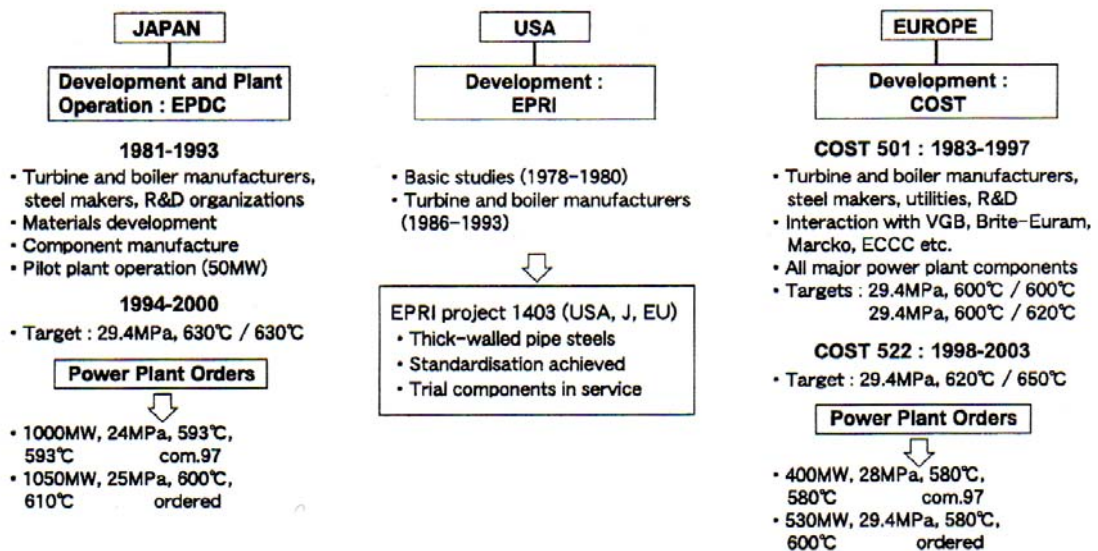 JAPAN
Development and Plant
Operation : EPDC
1981-1993
・Turbine and boiler manufacturers,
steel makers, R&D organizations
・Materials development
・Component manufacture
・Pilot plant operation (50MW)
1994-2000
・Target : 29.4MPa, 630℃ / 630℃
Power Plant Orders
・1000MW, 24MPa, 593℃,
593℃ com.97
・1050MW, 25MPa, 600℃,
610℃ ordered
USA
Development :
EPRI
・Basic studies (1978-1980)
・Turbine and boiler manufacturers
(1986-1993)
EPRI project 1403 (USA, J, EU)
・Thick-walled pipe steels
・Standardisation achieved
・Trial components in service
EUROPE
Development :
COST
COST 501 : 1983-1997
・Turbine and boiler manufacturers,
steel makers, utilities, R&D
・Interaction with VGB, Brite-Euram,
Marcko, ECCC etc.
・All major power plant components
・Targets : 29.4MPa, 600℃ / 600℃
29.4MPa, 600℃ / 620℃
COST 522 : 1998-2003
・Target : 29.4MPa, 620℃ / 650℃
Power Plant Orders
・400MW, 28MPa, 580℃,
580℃ com.97
・530MW, 29.4MPa, 580℃,
600℃ ordered